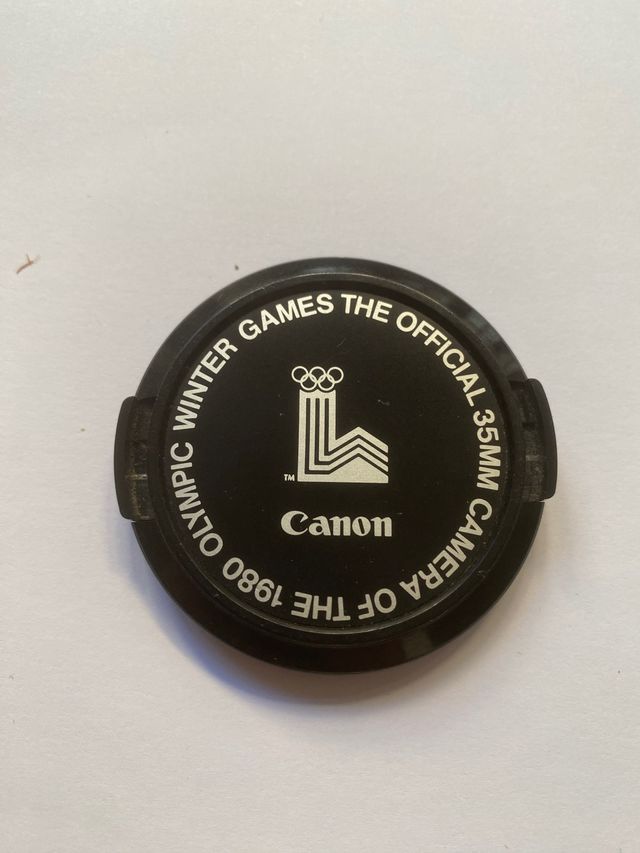 THE OFFICIAL 35MM CAMERA OF THE 1980 OLYMPIC WINTER GAMES
TM
Canon